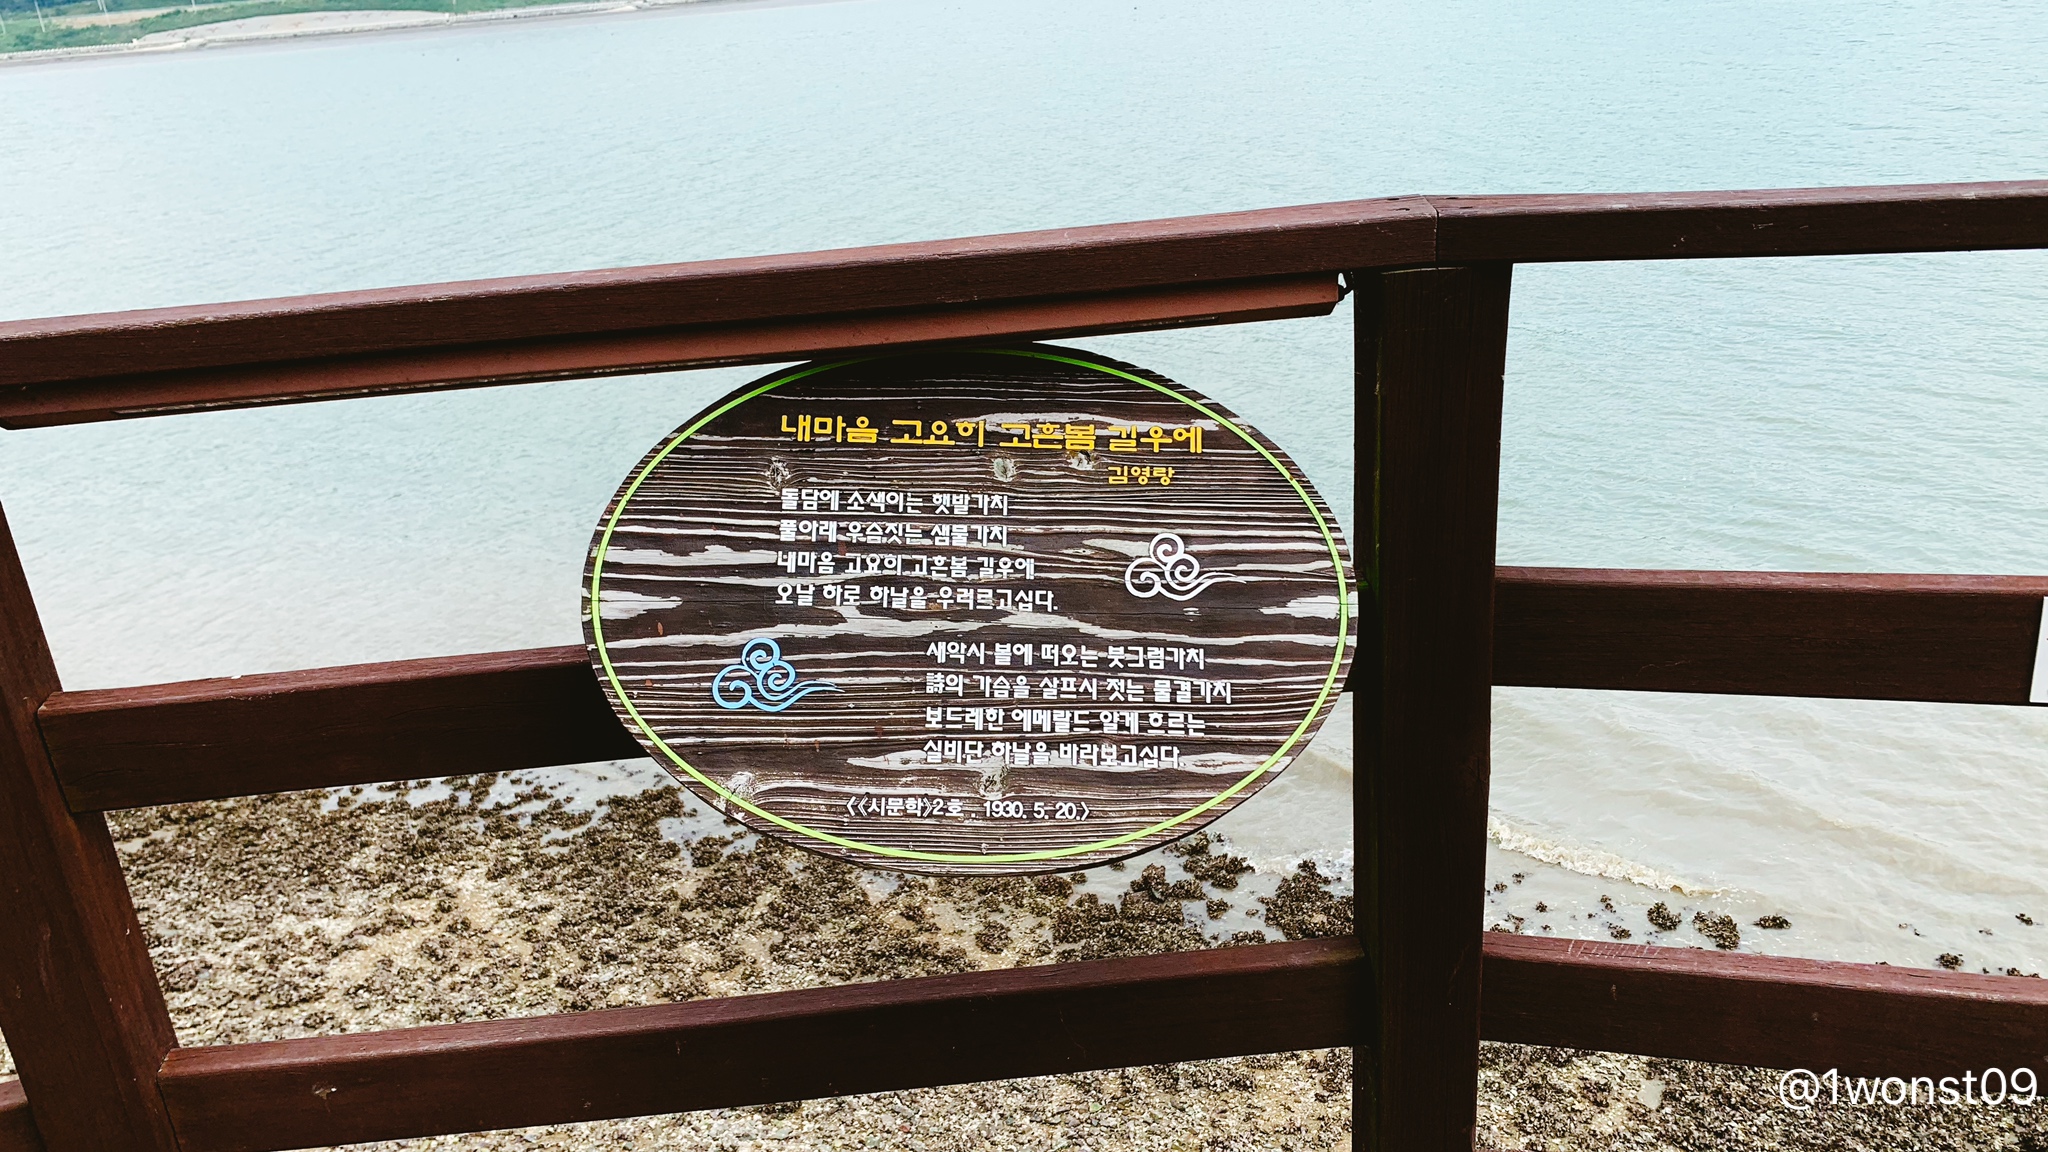 내마음 고요히 고흔봄 길우에
김영랑
돌담에 소색이는 햇발가치
풀아래 우슴짓는 샘물가치
내마음 고요히 고흔봄 길우에
오날 하로 하날을 우러르고십다.
새악시 볼에 떠오는 붓그럼가치
詩의 가슴을 살프시 젓는 물결가치
보드레한 에메랄드 얄게 흐르는
실비단 하날을 바라보고십다.
《《시문학》2호 . 1930. 5. 20.》
@1wonst09